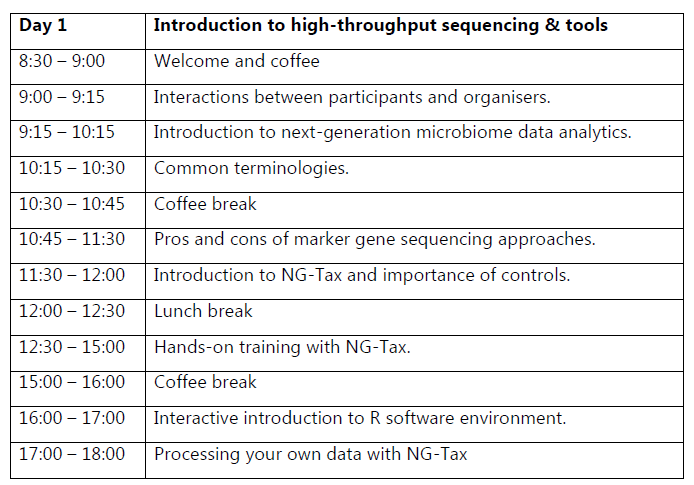 Day 1 Introduction to high-throughput sequencing & tools
8:30 – 9:00 Welcome and coffee
9:00 – 9:15 Interactions between participants and organisers.
9:15 – 10:15 Introduction to next-generation microbiome data analytics.
10:15 – 10:30 Common terminologies.
10:30 – 10:45 Coffee break
10:45 – 11:30 Pros and cons of marker gene sequencing approaches.
11:30 – 12:00 Introduction to NG-Tax and importance of controls.
12:00 – 12:30 Lunch break
12:30 – 15:00 Hands-on training with NG-Tax.
15:00 – 16:00 Coffee break
16:00 – 17:00 Interactive introduction to R software environment.
17:00 – 18:00 Processing your own data with NG-Tax